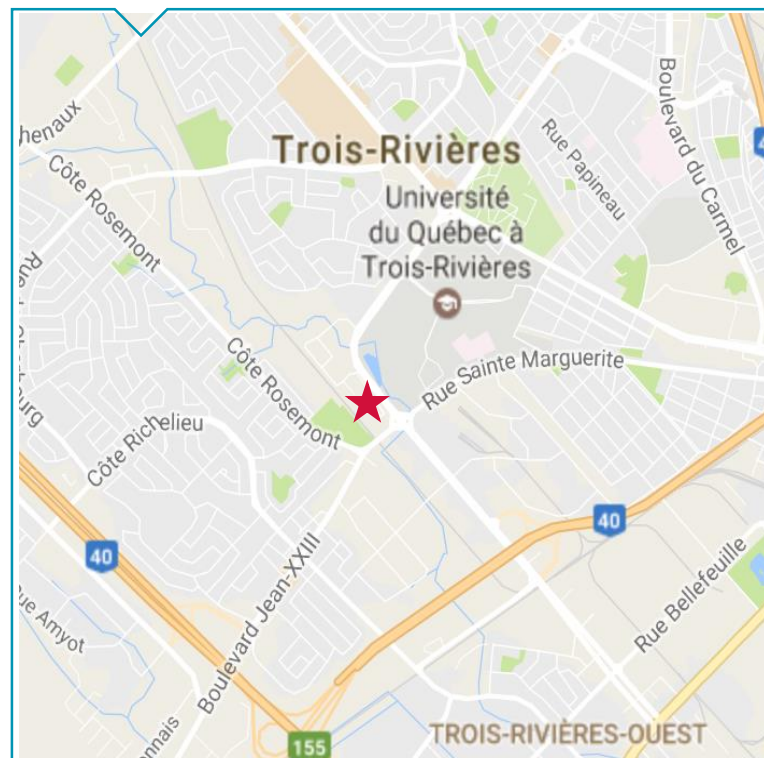 Côte Rosemont
Trois-Rivières
Université
du Québec à
Trois-Rivières
Rue Papineau
Boulevard du Carmel
Côte Rosemont
Rue Sainte Marguerite
Côte Richelieu
40
40
Boulevard Jean-XXIII
Rue Bellefeuille
Rue Amyot
TROIS-RIVIÈRES-OUEST
155